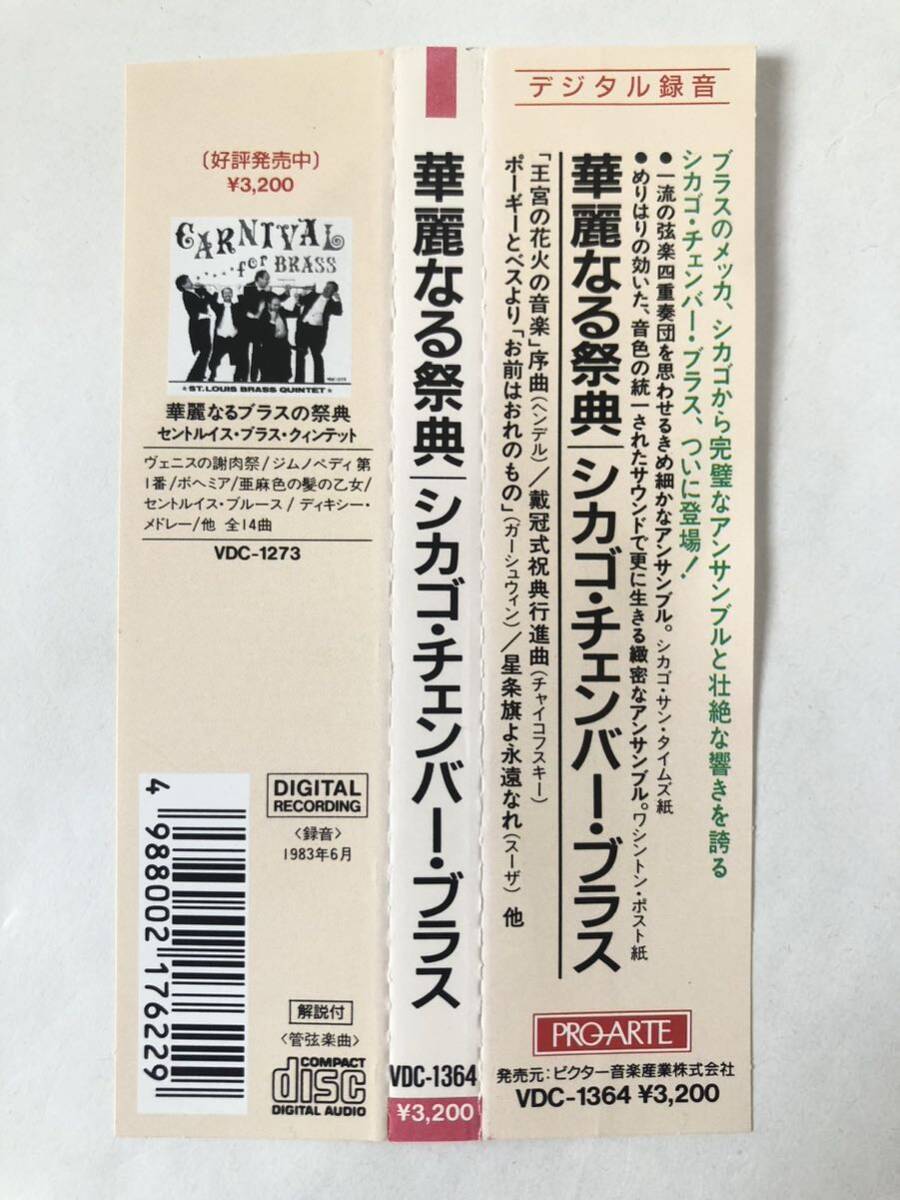 デジタル録音
ブラスのメッカ、シカゴから完璧なアンサンブルと壮絶な響きを誇る
シカゴ・チェンバー・ブラス、ついに登場!
●一流の弦楽四重奏団を思わせるきめ細かなアンサンブル。シカゴ・サン・タイムズ紙
●めりはりの効いた、音色の統一されたサウンドで更に生きる緻密なアンサンブル。ワシントン・ポスト紙
華麗なる祭典|シカゴ・チェンバー・ブラス
「王宮の花火の音楽」序曲(ヘンデル)/戴冠式祝典行進曲(チャイコフスキー)
ポーギーとベスより「お前はおれのもの」(ガーシュウィン)/星条旗よ永遠なれ(スーザ) 他
PRO-ARTE
発売元:ビクター音楽産業株式会社
VDC-1364 ¥3,200
華麗なる祭典|シカゴ・チェンバー・ブラス
VDC-1364
¥3,200
(好評発売中)
¥3,200
CARNIVAL
.....for BRASS
★ST. LOUIS BRASS QUINTET★
華麗なるブラスの祭典
セントルイス・ブラス・クィンテット
ヴェニスの謝肉祭/ジムノペディ第
1番/ボヘミア/亜麻色の髪の乙女/
セントルイス・ブルース/ディキシー・
メドレー/他 全14曲
VDC-1273
DIGITAL
RECORDING
〈録音〉
1983年6月
4 988002 176229
解説付
〈管弦楽曲〉
COMPACT
disc
DIGITAL AUDIO